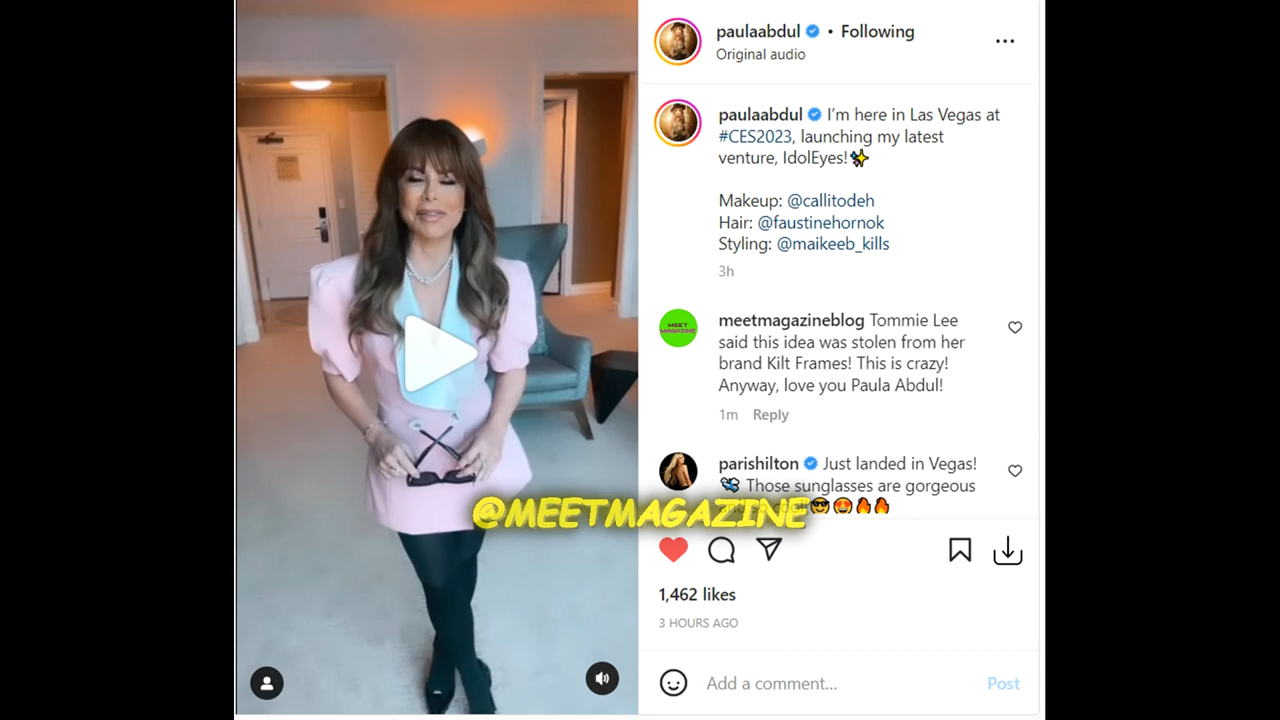 paulaabdul • Following
Original audio
paulaabdul I’m here in Las Vegas at
#CES2023, launching my latest
venture, IdolEyes!
Makeup: @callitodeh
Hair: @faustinehornok
Styling: @maikeeb_kills
3h
MEET
MAGAZINE
meetmagazineblog Tommie Lee
said this idea was stolen from her
brand Kilt Frames! This is crazy!
Anyway, love you Paula Abdul!
1m Reply
parishilton Just landed in Vegas!
Those sunglasses are gorgeous
@MEETMAGAZINE
1,462 likes
3 HOURS AGO
Add a comment...
Post